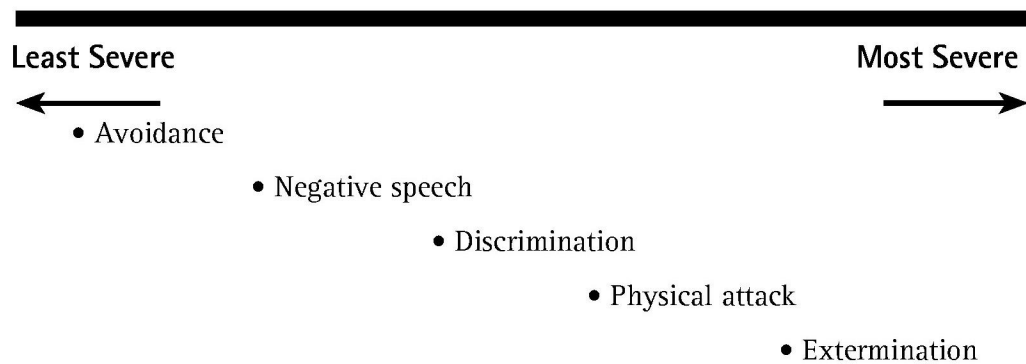 Least Severe Most Severe
• Avoidance
• Negative speech
• Discrimination
• Physical attack
• Extermination